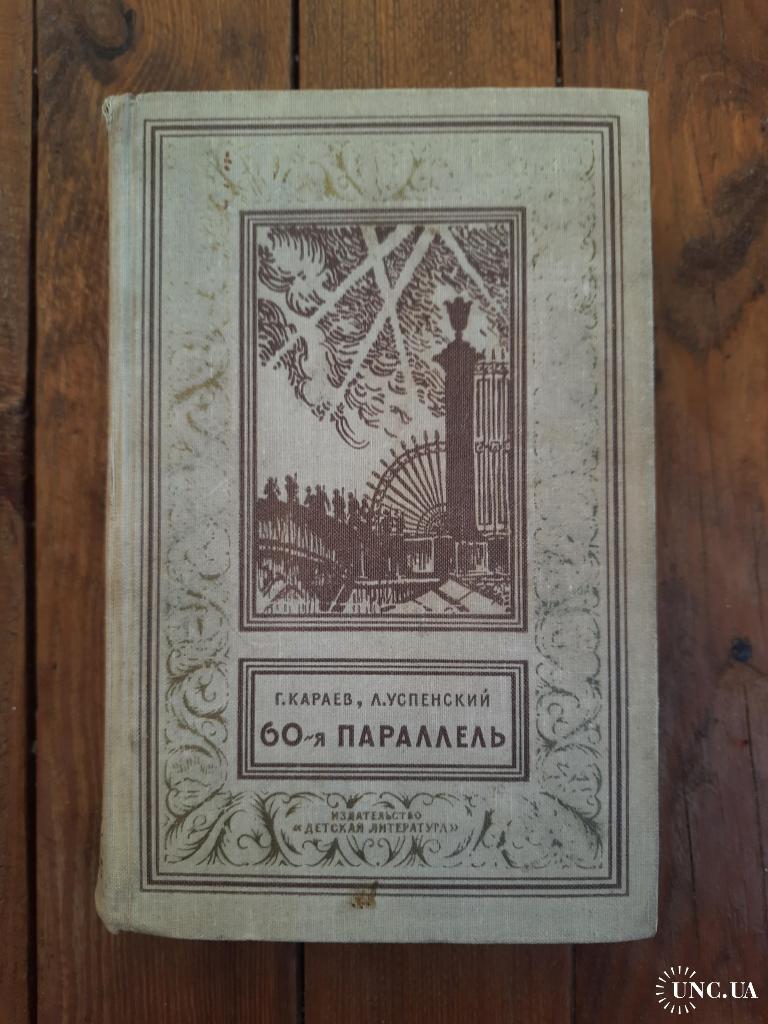 Г. КАРАЕВ, Л. УСПЕНСКИЙ
60-я ПАРАЛЛЕЛЬ
ИЗДАТЕЛЬСТВО
«ДЕТСКАЯ ЛИТЕРАТУРА»
UNC.UA